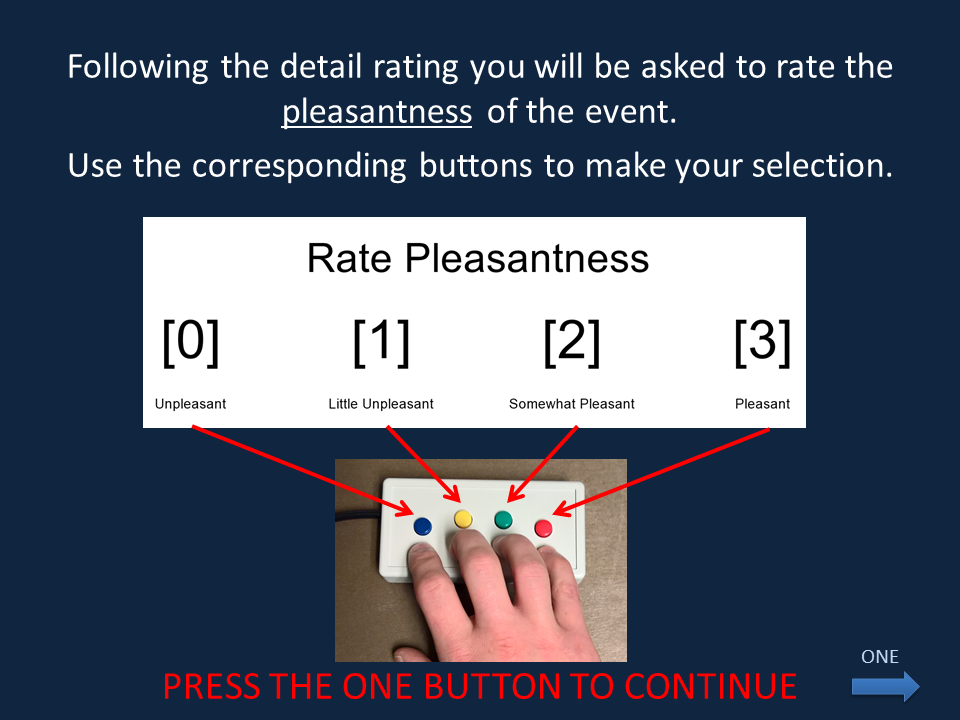 Following the detail rating you will be asked to rate the
pleasantness of the event.
Use the corresponding buttons to make your selection.
Rate Pleasantness
[0] [1] [2] [3]
Unpleasant Little Unpleasant Somewhat Pleasant Pleasant
ONE
PRESS THE ONE BUTTON TO CONTINUE